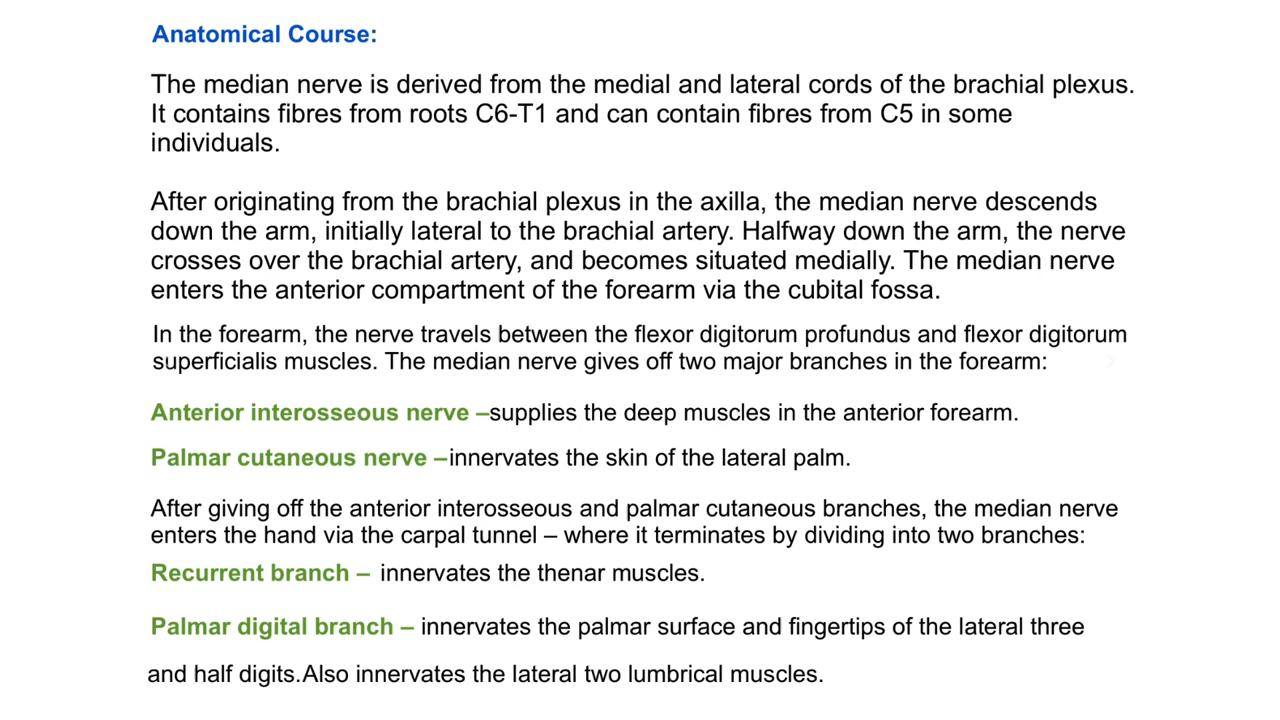 Anatomical Course:
The median nerve is derived from the medial and lateral cords of the brachial plexus.
It contains fibres from roots C6-T1 and can contain fibres from C5 in some
individuals.
After originating from the brachial plexus in the axilla, the median nerve descends
down the arm, initially lateral to the brachial artery. Halfway down the arm, the nerve
crosses over the brachial artery, and becomes situated medially. The median nerve
enters the anterior compartment of the forearm via the cubital fossa.
In the forearm, the nerve travels between the flexor digitorum profundus and flexor digitorum
superficialis muscles. The median nerve gives off two major branches in the forearm:
Anterior interosseous nerve –supplies the deep muscles in the anterior forearm.
Palmar cutaneous nerve –innervates the skin of the lateral palm.
After giving off the anterior interosseous and palmar cutaneous branches, the median nerve
enters the hand via the carpal tunnel – where it terminates by dividing into two branches:
Recurrent branch – innervates the thenar muscles.
Palmar digital branch – innervates the palmar surface and fingertips of the lateral three
and half digits.Also innervates the lateral two lumbrical muscles.